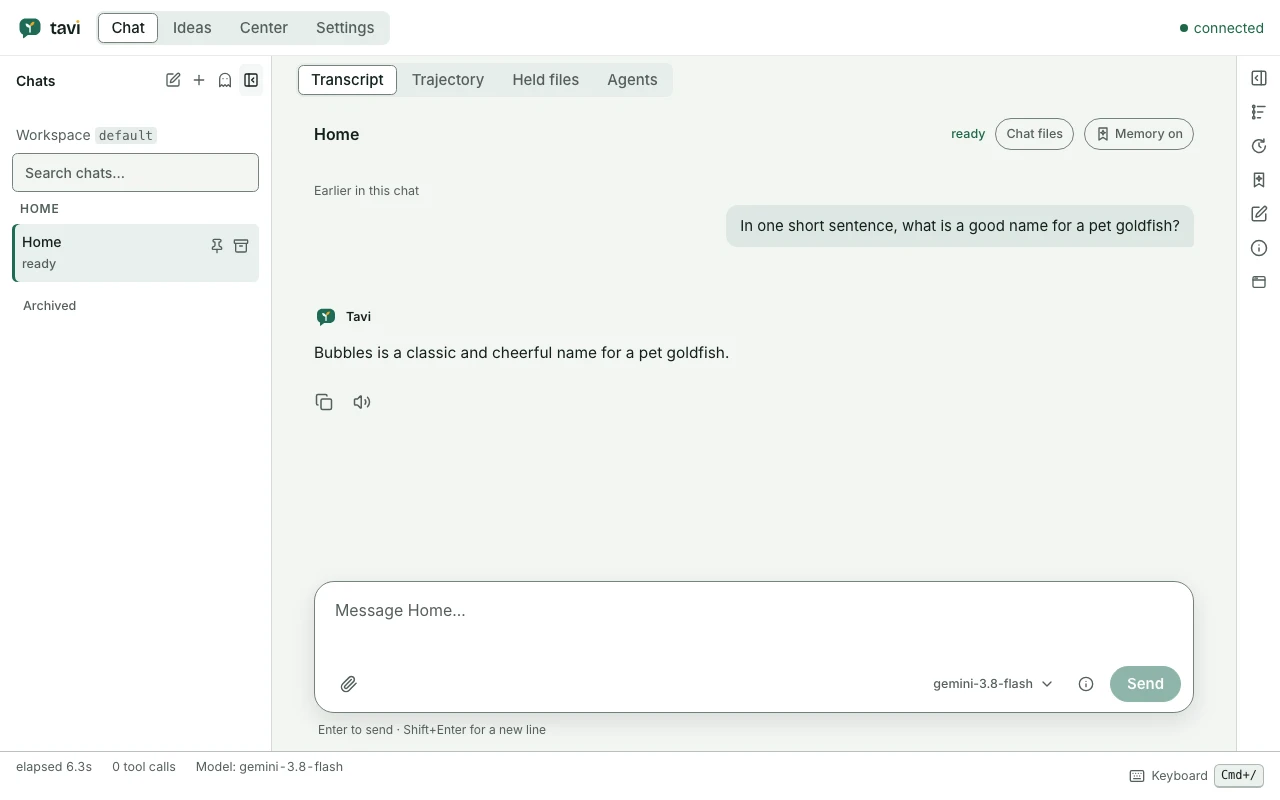 tavi
Chat Ideas Center Settings
connected
Chats
Workspace default
Search chats...
HOME
Home
ready
Archived
Transcript Trajectory Held files Agents
Home
ready Chat files Memory on
Earlier in this chat
In one short sentence, what is a good name for a pet goldfish?
Tavi
Bubbles is a classic and cheerful name for a pet goldfish.
Message Home...
gemini-3.8-flash Send
Enter to send · Shift+Enter for a new line
elapsed 6.3s 0 tool calls Model: gemini-3.8-flash
Keyboard Cmd+/